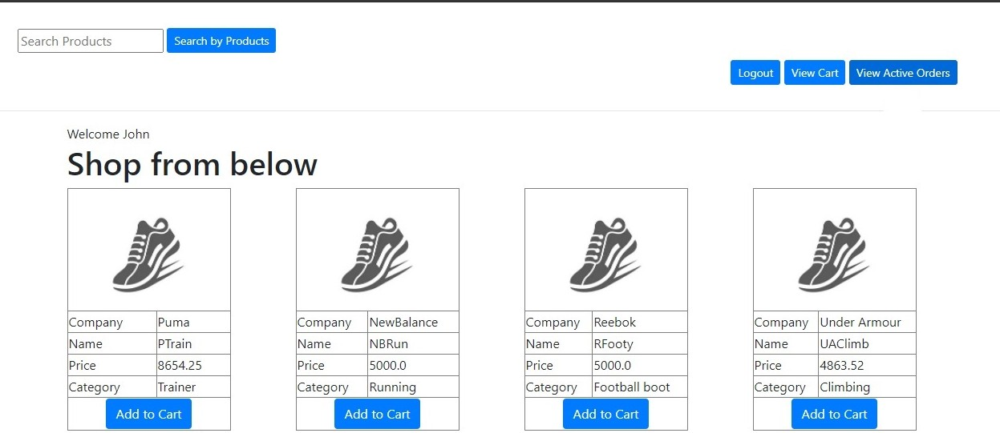 Search Products Search by Products
Logout View Cart View Active Orders
Welcome John
Shop from below
Company Puma Company NewBalance Company Reebok Company Under Armour
Name PTrain Name NBRun Name RFooty Name UAClimb
Price 8654.25 Price 5000.0 Price 5000.0 Price 4863.52
Category Trainer Category Running Category Football boot Category Climbing
Add to Cart Add to Cart Add to Cart Add to Cart